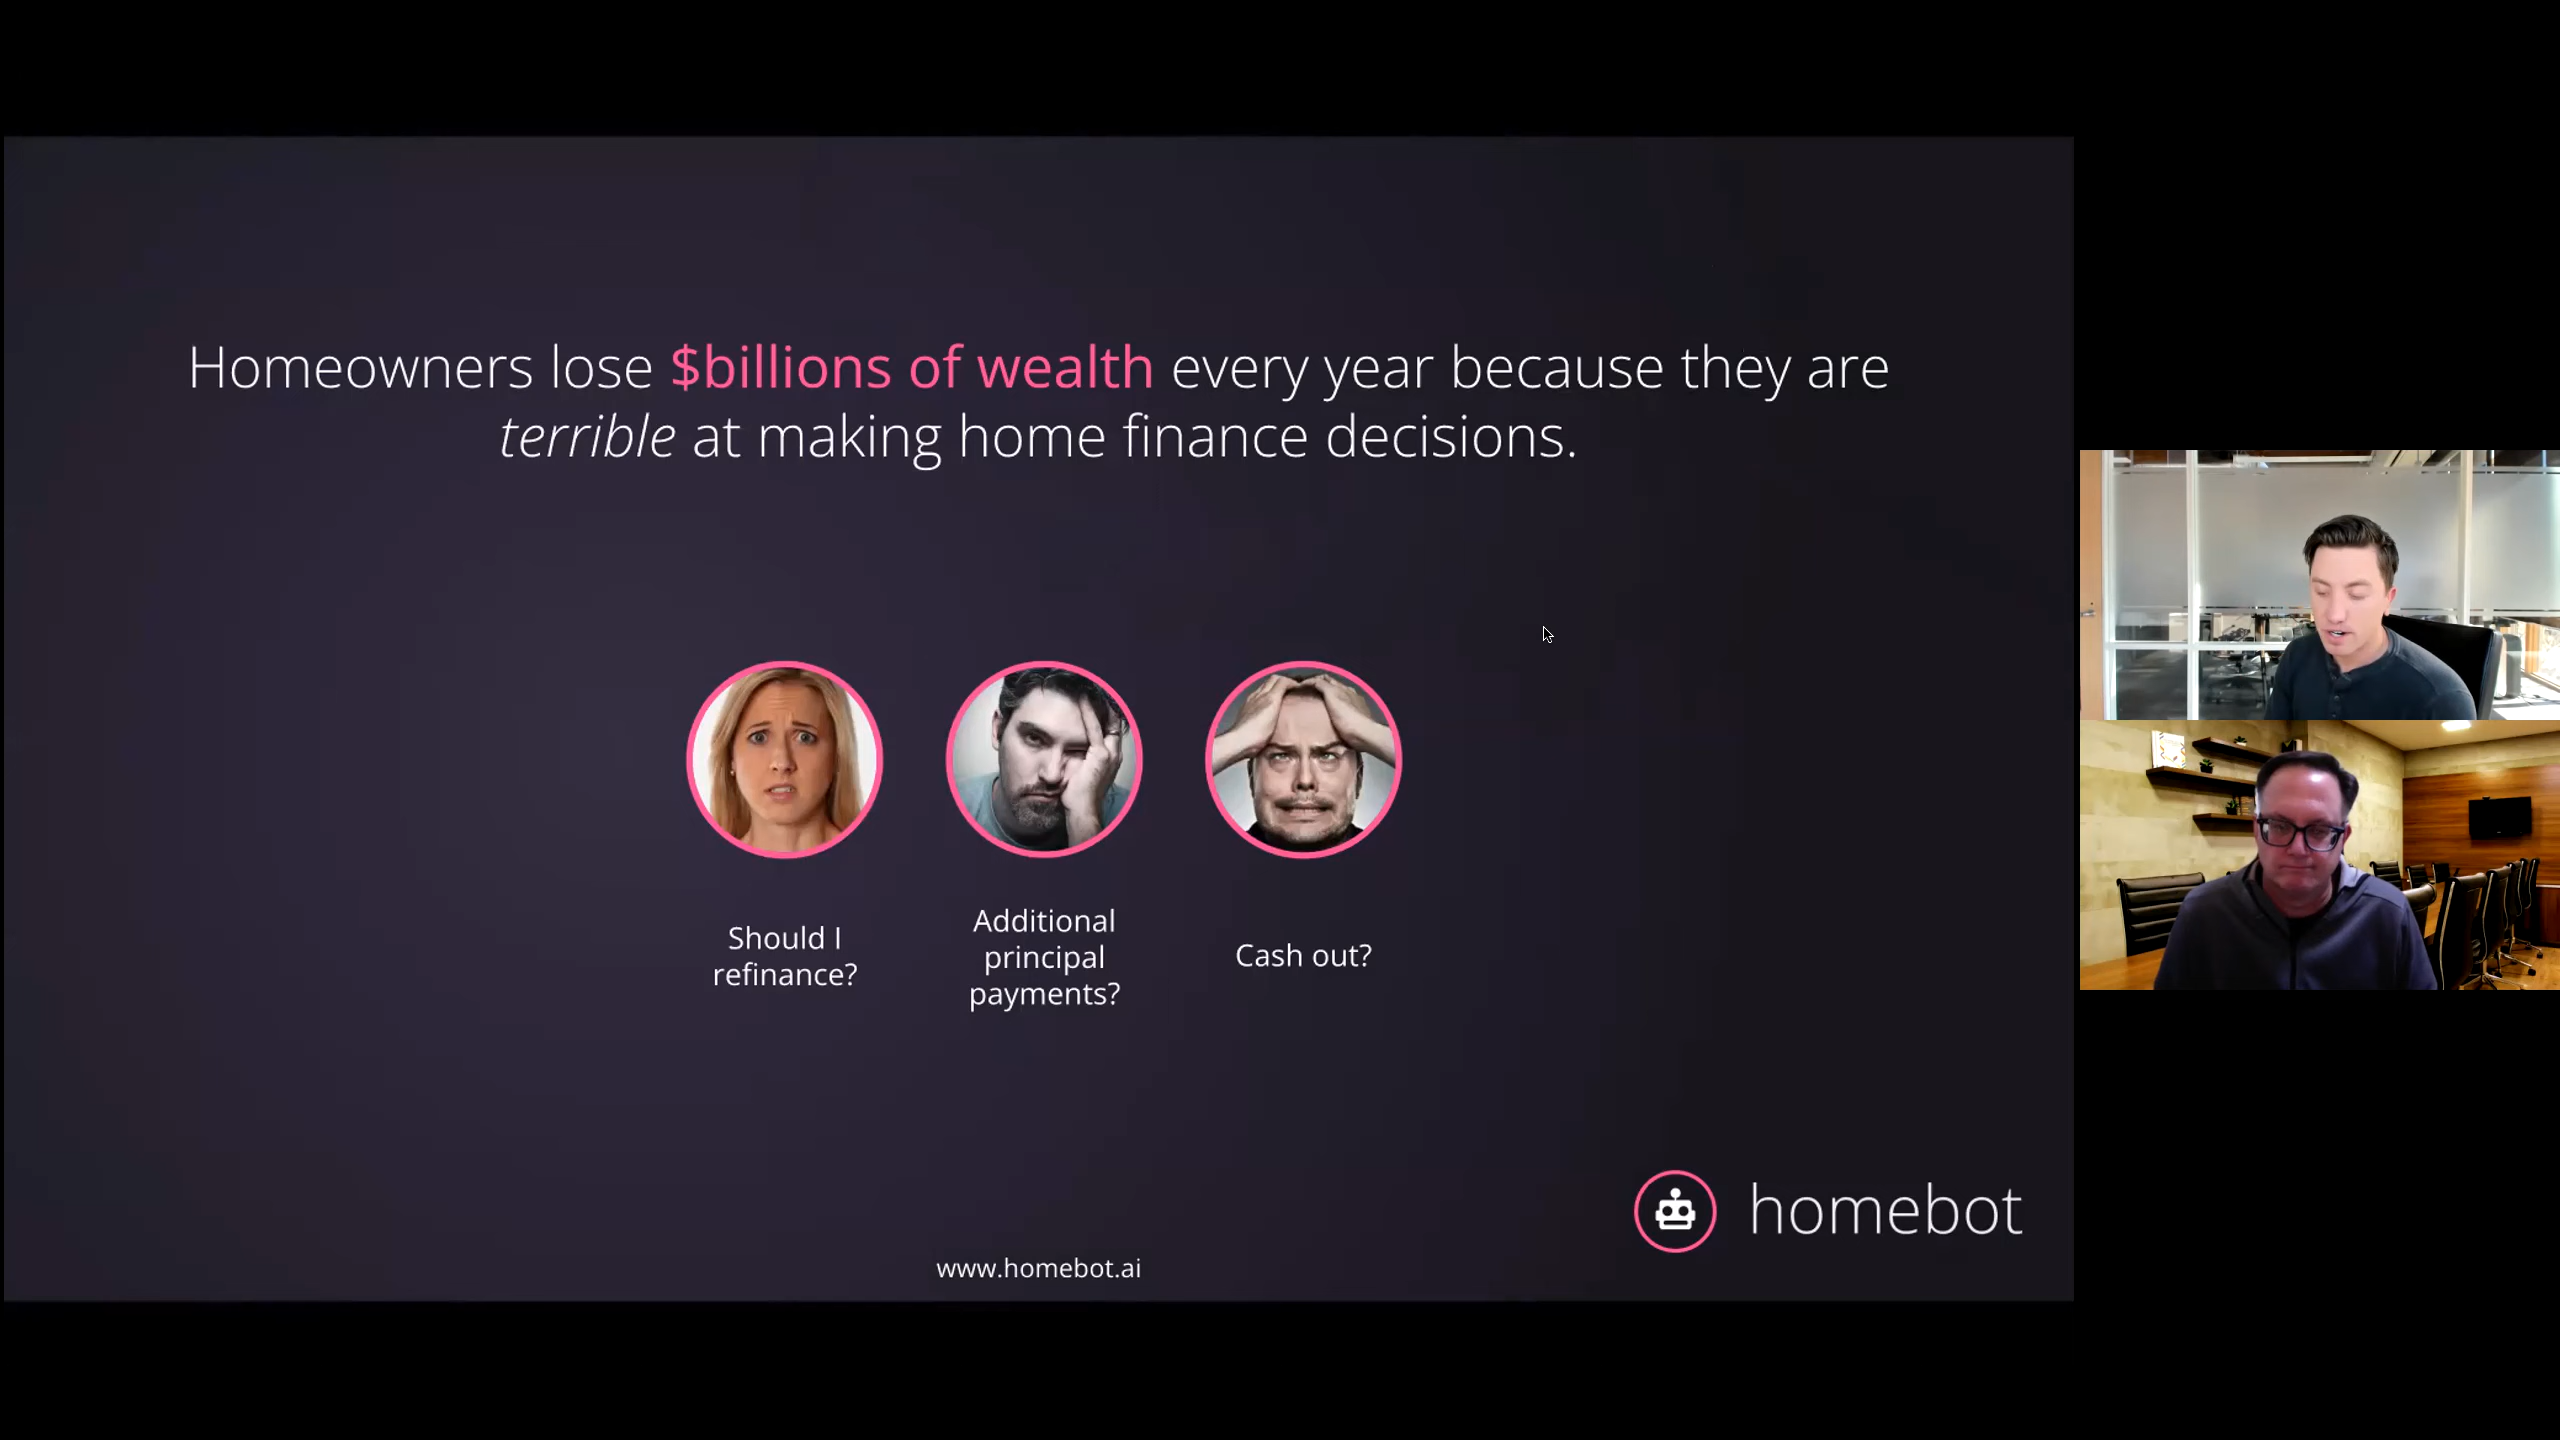 Homeowners lose $billions of wealth every year because they are
terrible at making home finance decisions.
Should I
refinance?
Additional
principal
payments?
Cash out?
homebot
www.homebot.ai